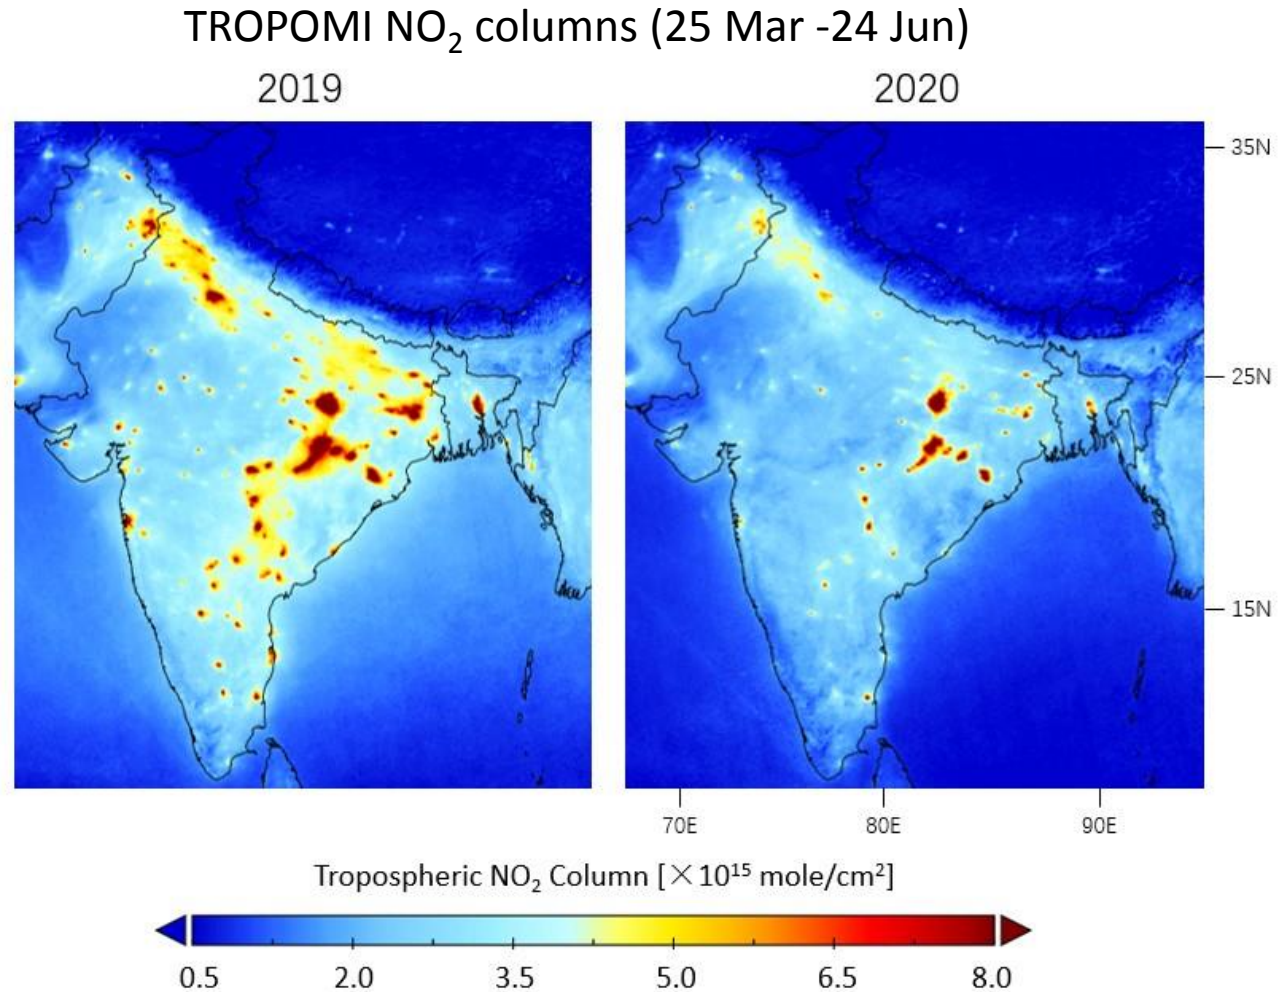 TROPOMI NO₂ columns (25 Mar -24 Jun)
2019
2020
35N
25N
15N
70E
80E
90E
Tropospheric NO₂ Column [×10¹⁵ mole/cm²]
0.5
2.0
3.5
5.0
6.5
8.0